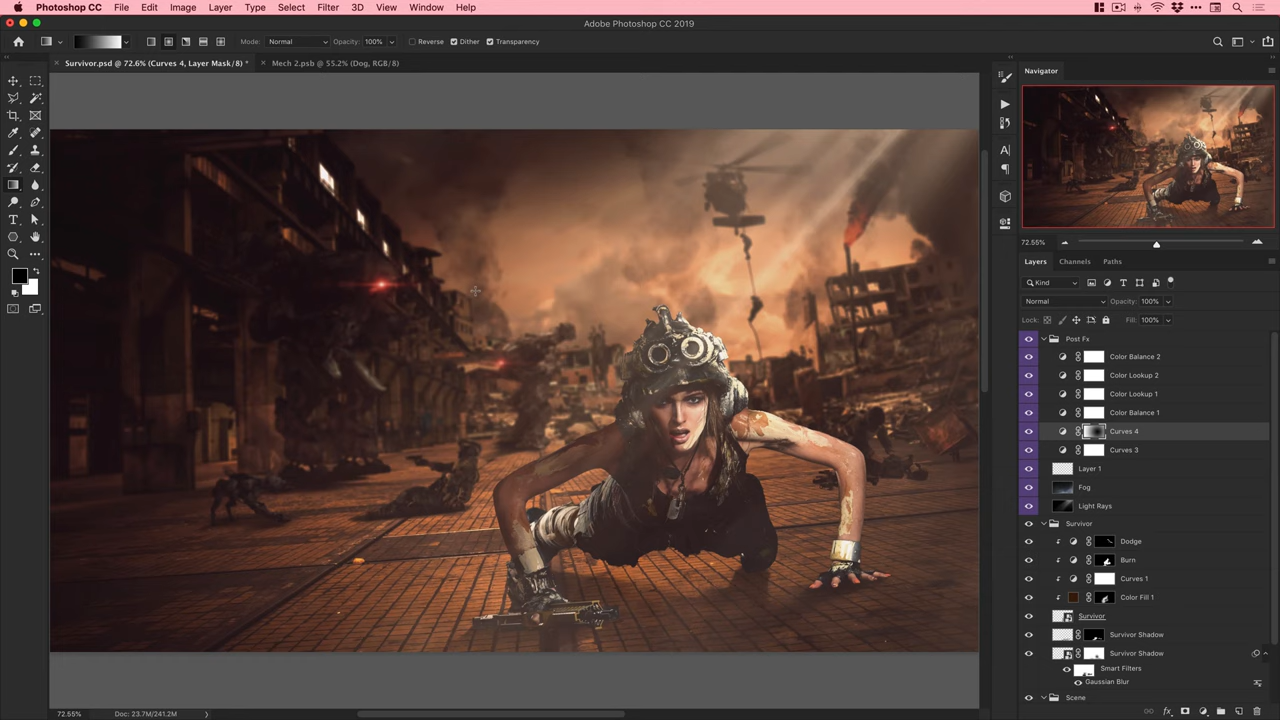 Photoshop CC File Edit Image Layer Type Select Filter 3D View Window Help
Adobe Photoshop CC 2019
Mode: Normal Opacity: 100% Reverse Dither Transparency
× Survivor.psd @ 72.6% (Curves 4, Layer Mask/8) * × Mech 2.psb @ 55.2% (Dog, RGB/8)
Navigator
72.55%
Layers Channels Paths
Kind
Normal Opacity: 100%
Lock: Fill: 100%
Post Fx
Color Balance 2
Color Lookup 2
Color Lookup 1
Color Balance 1
Curves 4
Curves 3
Layer 1
Fog
Light Rays
Survivor
Dodge
Burn
Curves 1
Color Fill 1
Survivor
Survivor Shadow
Survivor Shadow
Smart Filters
Gaussian Blur
Scene
72.55% Doc: 23.7M/241.2M